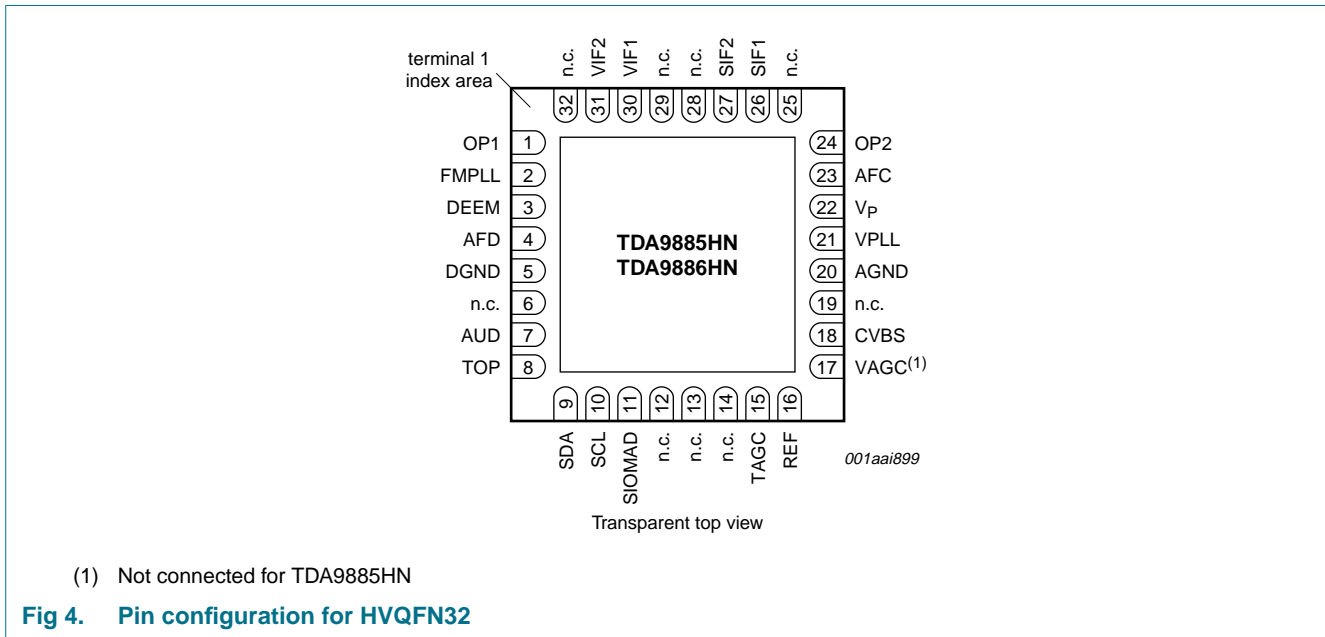 terminal 1
index area
n.c.
VIF2
VIF1
n.c.
n.c.
SIF2
SIF1
n.c.
32
31
30
29
28
27
26
25
OP1 1
FMPLL 2
DEEM 3
AFD 4
DGND 5
n.c. 6
AUD 7
TOP 8
TDA9885HN
TDA9886HN
24 OP2
23 AFC
22 VP
21 VPLL
20 AGND
19 n.c.
18 CVBS
17 VAGC(1)
9
10
11
12
13
14
15
16
SDA
SCL
SIOMAD
n.c.
n.c.
n.c.
TAGC
REF
001aai899
Transparent top view
(1) Not connected for TDA9885HN
Fig 4. Pin configuration for HVQFN32